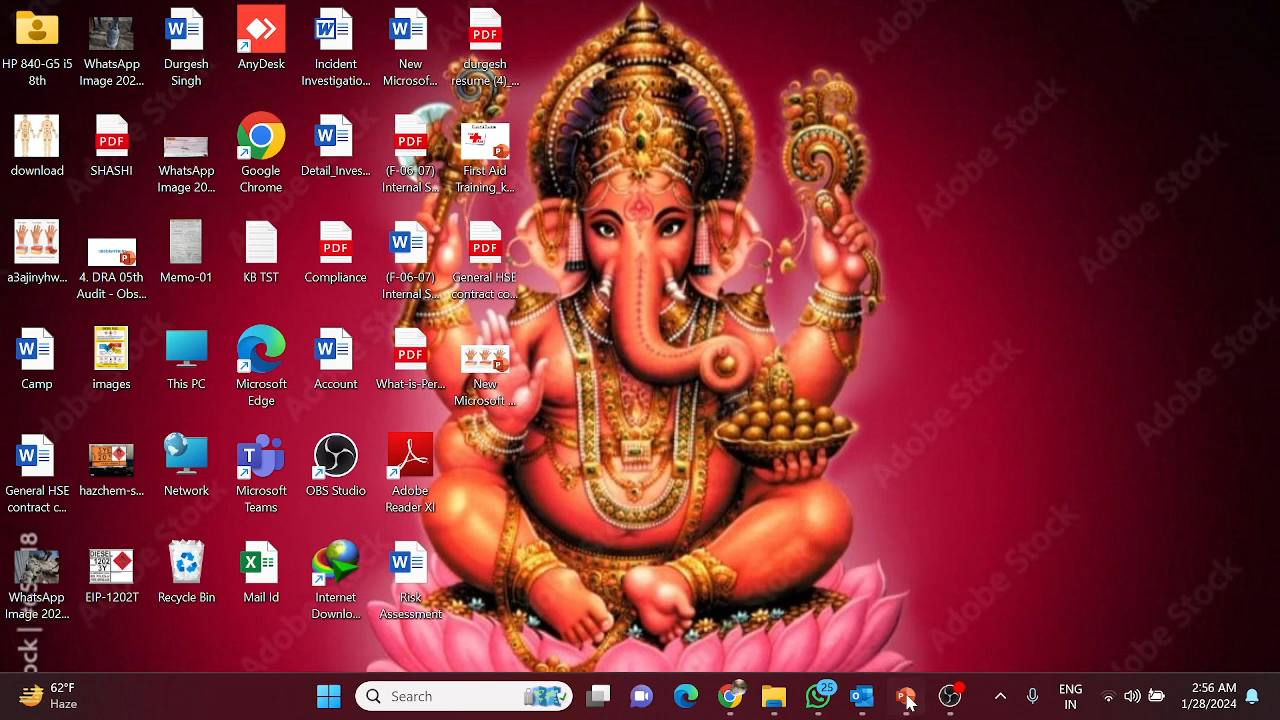 HP 840-G5 i5
8th
WhatsApp
Image 202...
Durgesh
Singh
AnyDesk
Incident
Investigatio...
New
Microsof...
PDF
durgesh
resume (4)_...
download
PDF
SHASHI
WhatsApp
Image 20...
Google
Chrome
Detail_Inves...
PDF
(F-06-07)
Internal S...
First Aid
Training_k...
a3ajinyhw...
4. DRA 05th
Audit - Obs...
Memo-01
KB TST
PDF
Compliance
(F-06-07)
Internal S...
PDF
General HSE
contract co...
Camp
images
This PC
Microsoft
Edge
Account
PDF
What-is-Per...
New
Microsoft ...
General HSE
contract c...
hazchem-s...
Network
Microsoft
Teams
OBS Studio
Adobe
Reader XI
WhatsApp
Image 202...
DIESEL
1202
3Y
EIP-1202T
Recycle Bin
Mail Id
Internet
Downlo...
Risk
Assessment
Adobe Stock
62°F
Search
25
ENG
IN
2:56 AM
1/28/2024